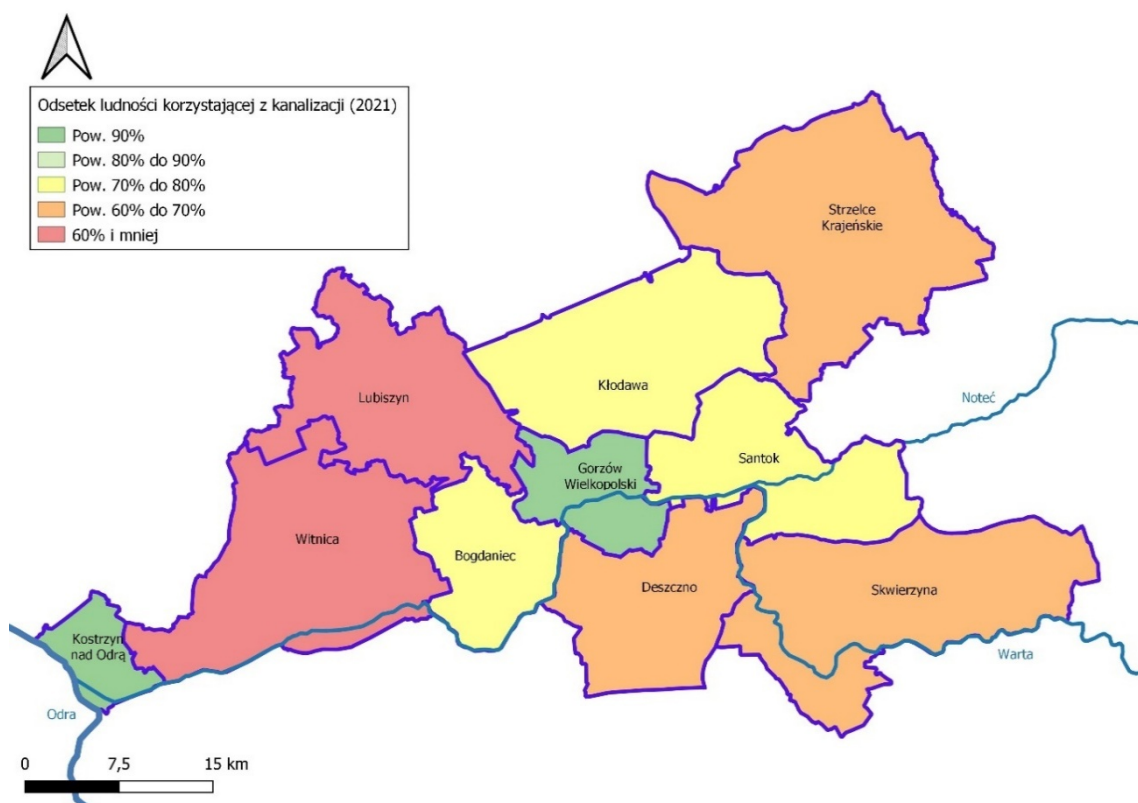 Odsetek ludności korzystającej z kanalizacji (2021)
Pow. 90%
Pow. 80% do 90%
Pow. 70% do 80%
Pow. 60% do 70%
60% i mniej
Strzelce
Krajeńskie
Kłodawa
Lubiszyn
Noteć
Santok
Gorzów
Wielkopolski
Witnica
Bogdaniec
Deszczno
Skwierzyna
Kostrzyn
nad Odrą
Warta
Odra
0 7,5 15 km